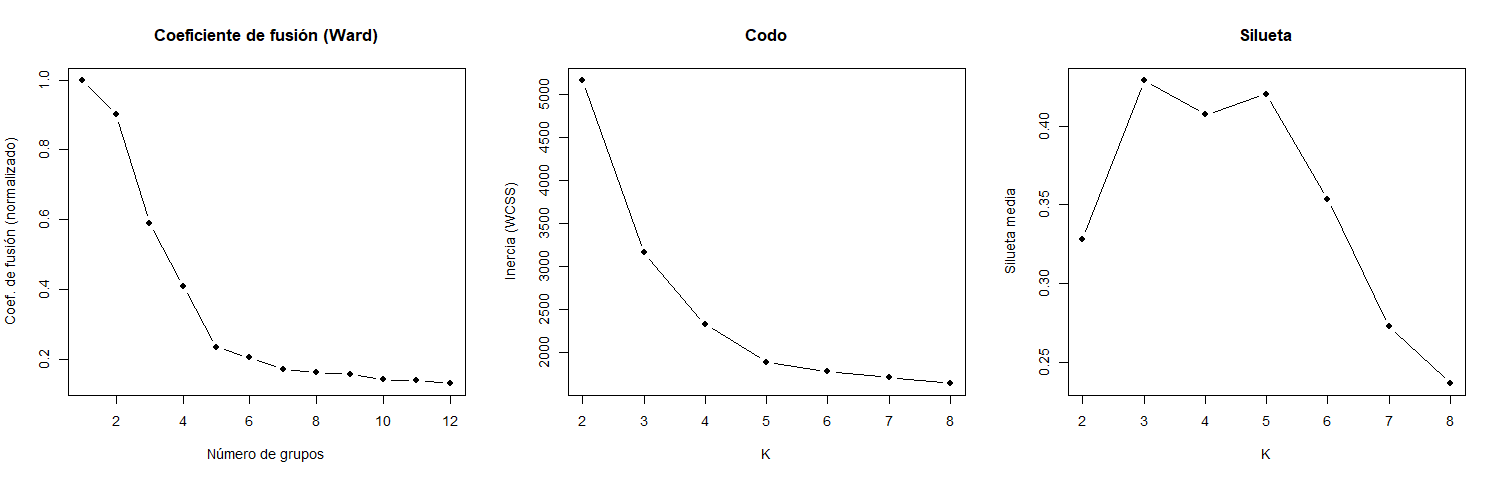 Coeficiente de fusión (Ward)
Coef. de fusión (normalizado)
1.0
0.8
0.6
0.4
0.2
2 4 6 8 10 12
Número de grupos
Codo
Inercia (WCSS)
5000
4500
4000
3500
3000
2500
2000
2 3 4 5 6 7 8
K
Silueta
Silueta media
0.40
0.35
0.30
0.25
2 3 4 5 6 7 8
K